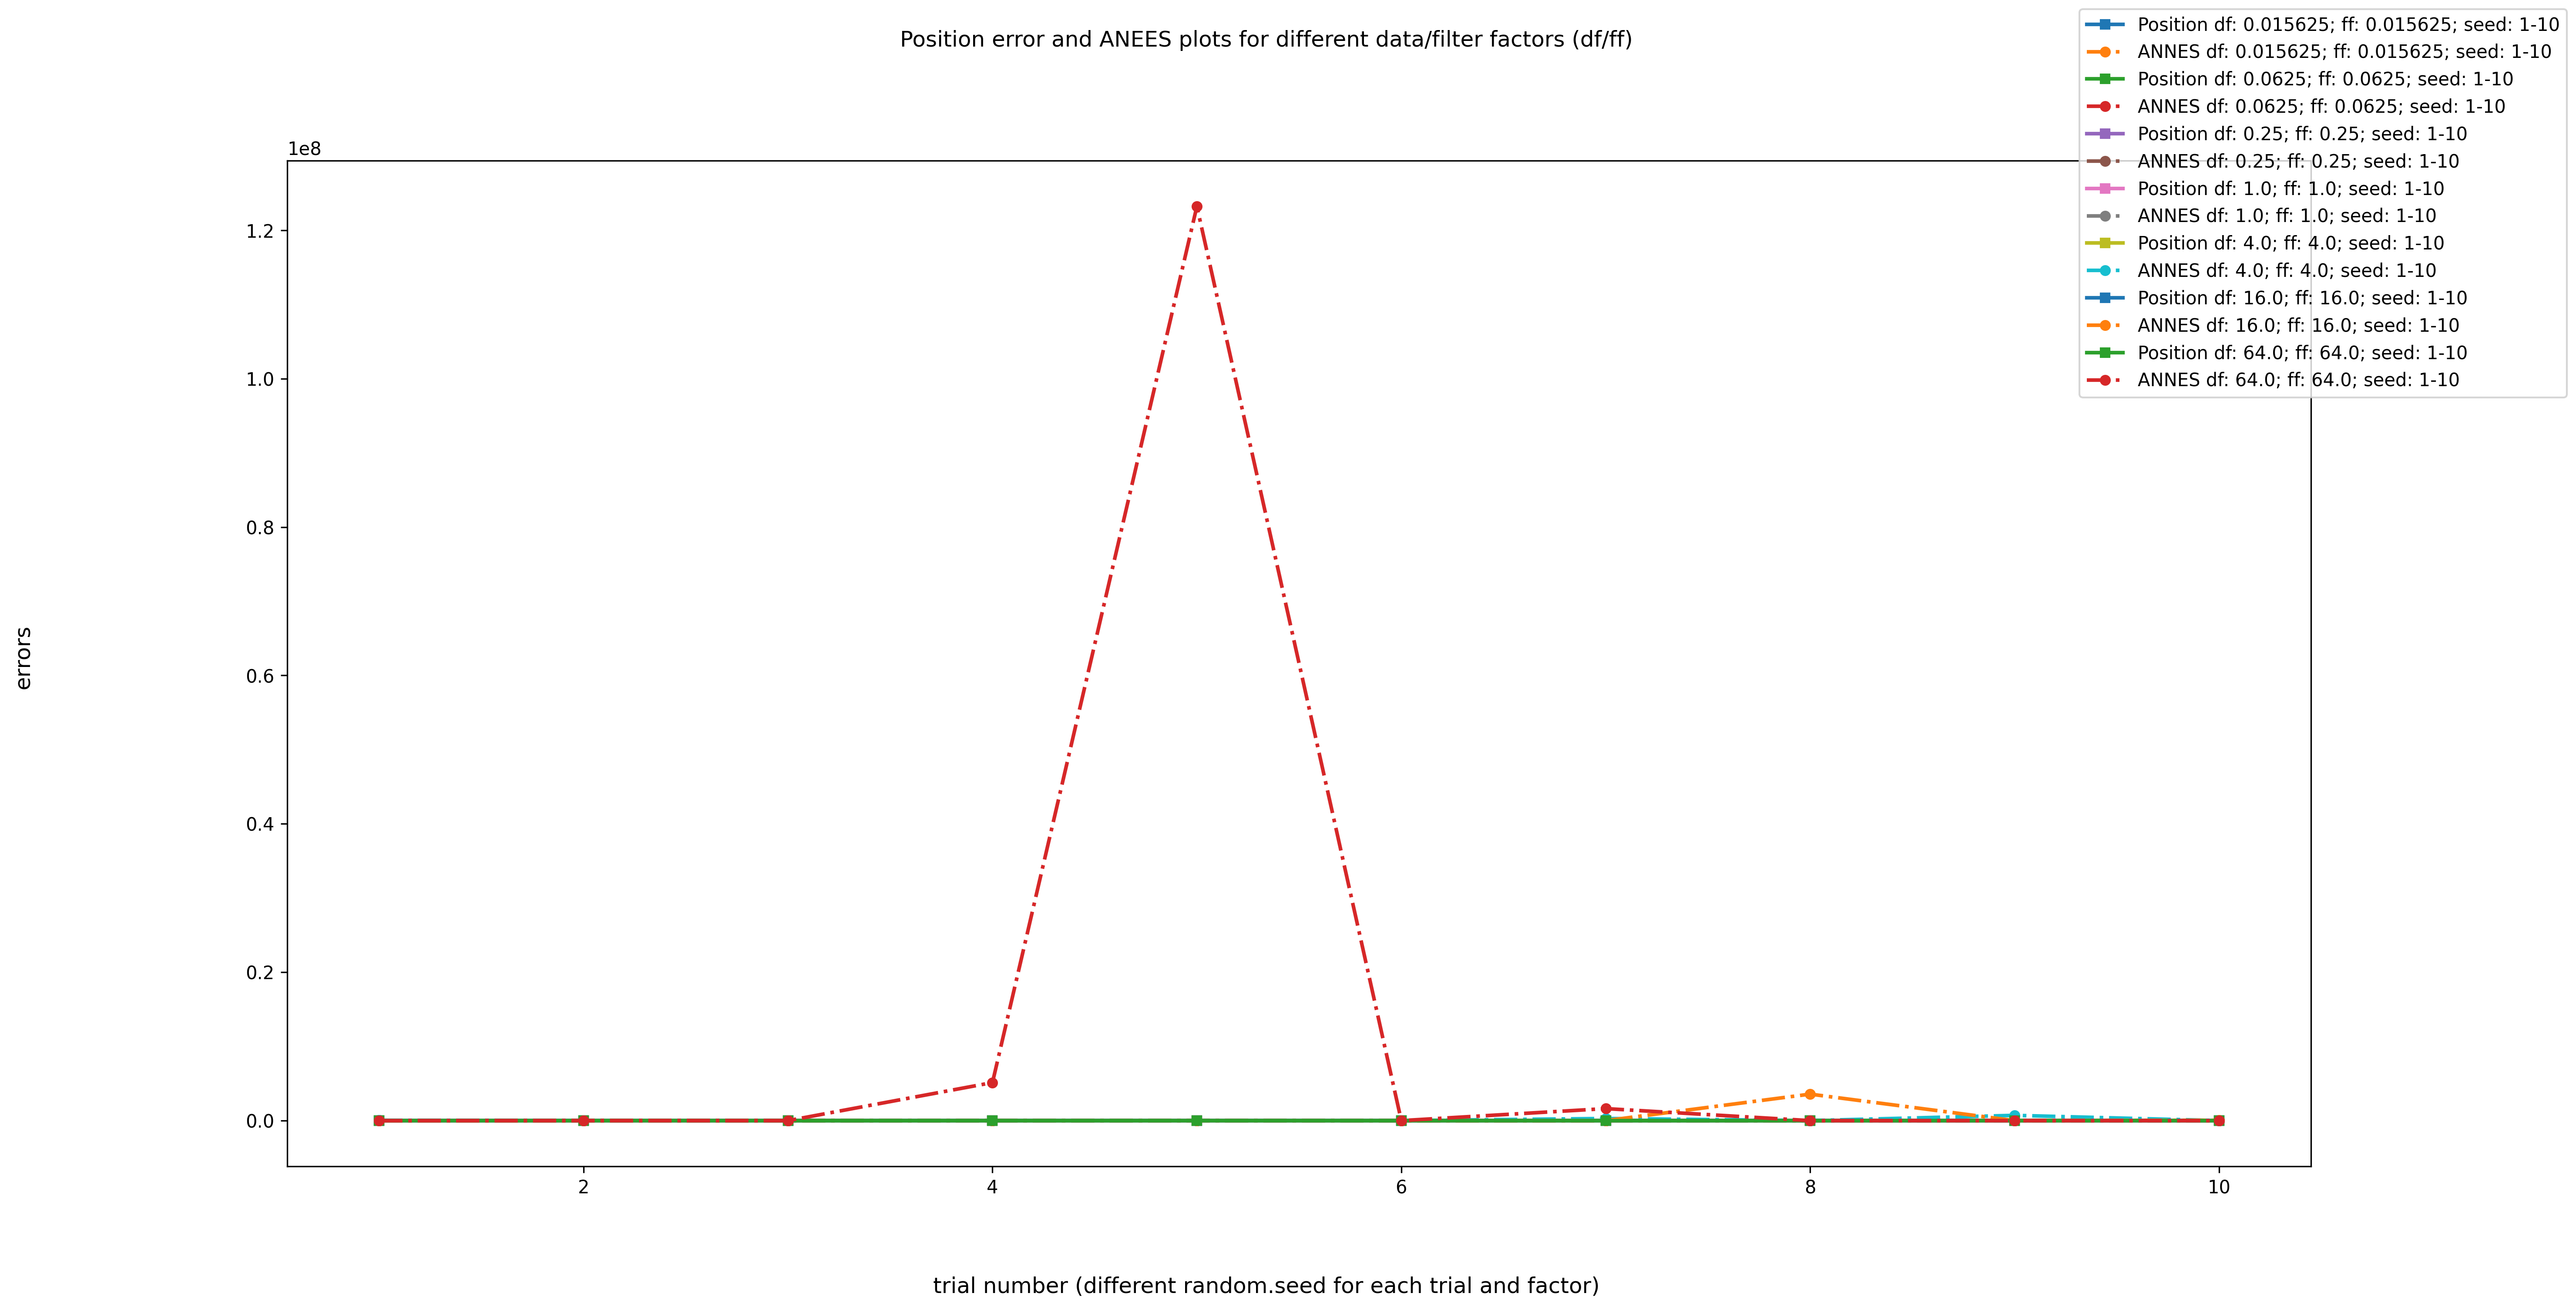 Position error and ANEES plots for different data/filter factors (df/ff)
Position df: 0.015625; ff: 0.015625; seed: 1-10
ANNES df: 0.015625; ff: 0.015625; seed: 1-10
Position df: 0.0625; ff: 0.0625; seed: 1-10
ANNES df: 0.0625; ff: 0.0625; seed: 1-10
Position df: 0.25; ff: 0.25; seed: 1-10
ANNES df: 0.25; ff: 0.25; seed: 1-10
Position df: 1.0; ff: 1.0; seed: 1-10
ANNES df: 1.0; ff: 1.0; seed: 1-10
Position df: 4.0; ff: 4.0; seed: 1-10
ANNES df: 4.0; ff: 4.0; seed: 1-10
Position df: 16.0; ff: 16.0; seed: 1-10
ANNES df: 16.0; ff: 16.0; seed: 1-10
Position df: 64.0; ff: 64.0; seed: 1-10
ANNES df: 64.0; ff: 64.0; seed: 1-10
1e8
1.2
1.0
0.8
0.6
0.4
0.2
0.0
errors
2
4
6
8
10
trial number (different random.seed for each trial and factor)